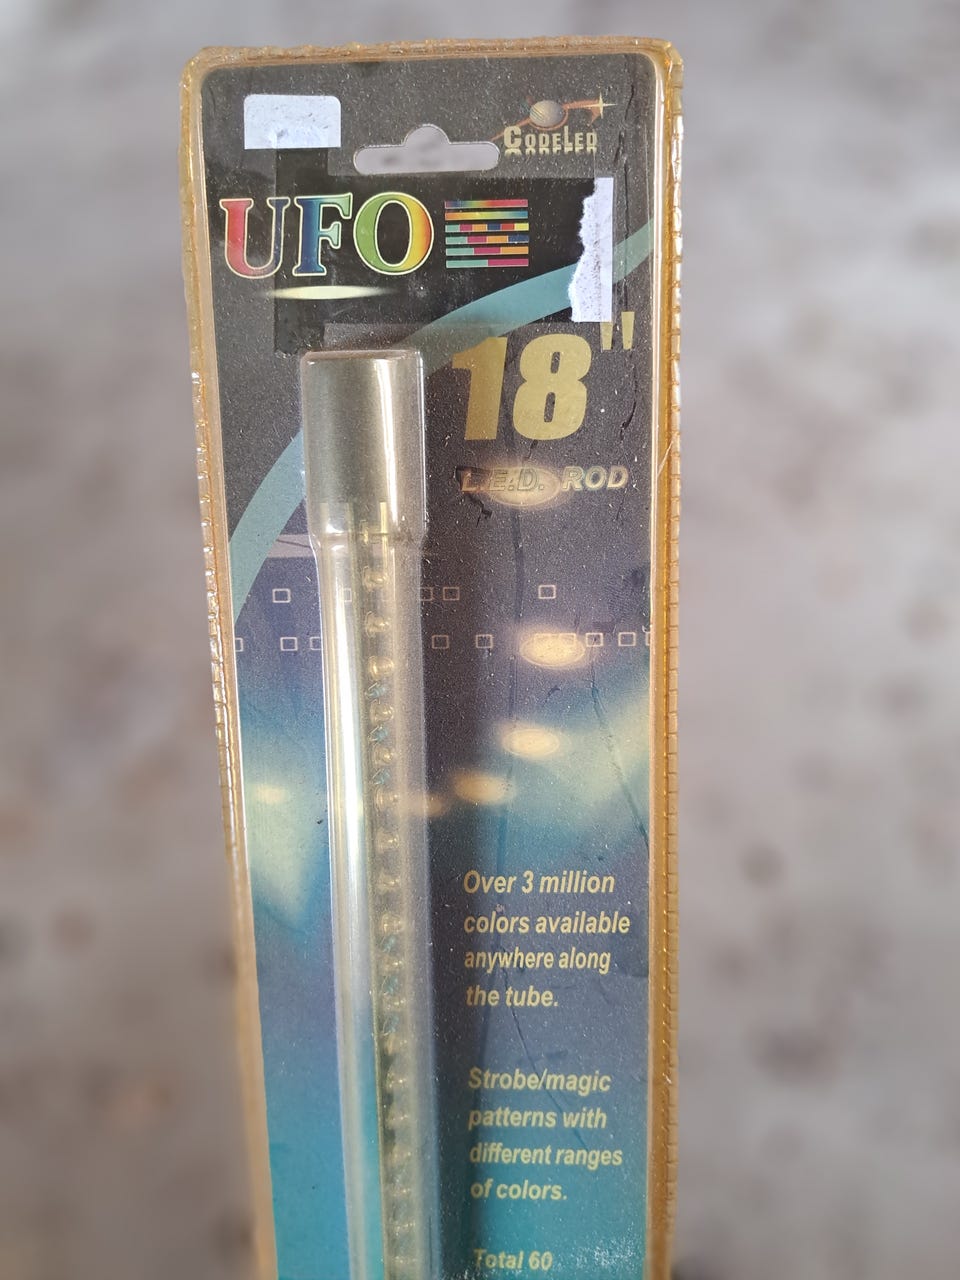 CODELED
UFO
18"
L.E.D. ROD
Over 3 million
colors available
anywhere along
the tube.
Strobe/magic
patterns with
different ranges
of colors.
Total 60